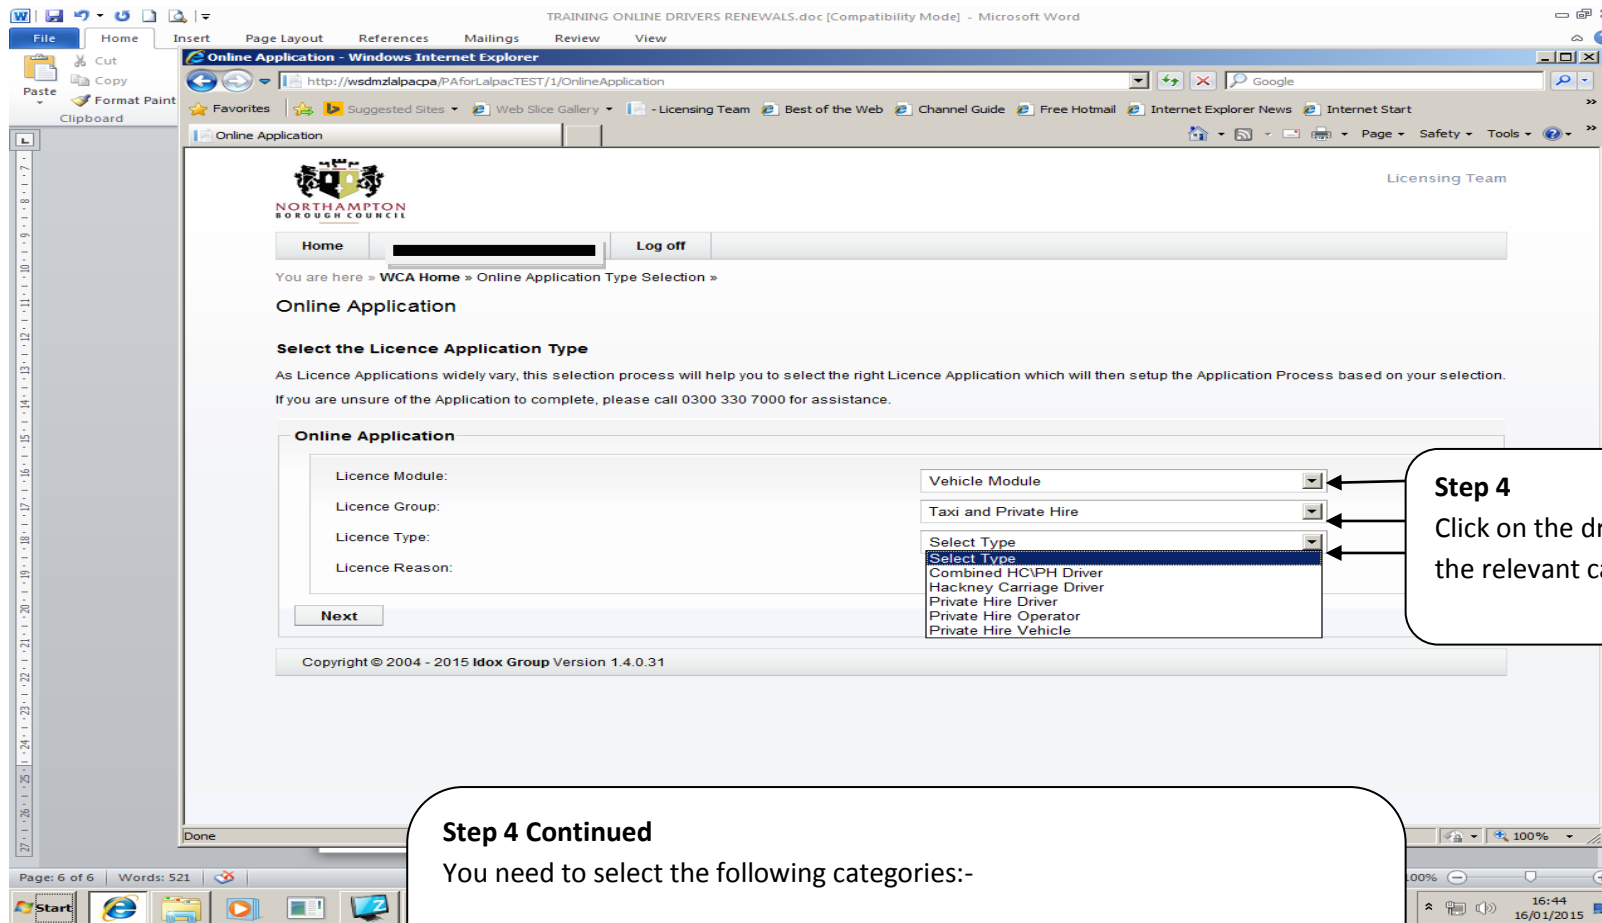 TRAINING ONLINE DRIVERS RENEWALS.doc [Compatibility Mode] - Microsoft Word
File Home Insert Page Layout References Mailings Review View
Cut
Copy
Paste
Format Paint
Clipboard
Online Application - Windows Internet Explorer
http://wsdmzlalpacpa/PAforLalpacTEST/1/OnlineApplication
Google
Favorites Suggested Sites Web Slice Gallery - Licensing Team Best of the Web Channel Guide Free Hotmail Internet Explorer News Internet Start
Online Application
Page Safety Tools
NORTHAMPTON
BOROUGH COUNCIL
Licensing Team
Home Log off
You are here » WCA Home » Online Application Type Selection »
Online Application
Select the Licence Application Type
As Licence Applications widely vary, this selection process will help you to select the right Licence Application which will then setup the Application Process based on your selection.
If you are unsure of the Application to complete, please call 0300 330 7000 for assistance.
Online Application
Licence Module: Vehicle Module
Licence Group: Taxi and Private Hire
Licence Type: Select Type
Select Type
Licence Reason:
Combined HC\PH Driver
Hackney Carriage Driver
Private Hire Driver
Private Hire Operator
Private Hire Vehicle
Next
Copyright © 2004 - 2015 Idox Group Version 1.4.0.31
Step 4
Click on the dr
the relevant ca
Done
100%
Step 4 Continued
You need to select the following categories:-
Page: 6 of 6 Words: 521
00%
Start
16:44
16/01/2015